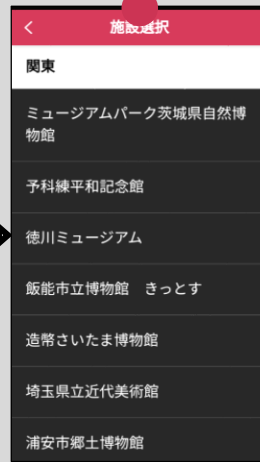 施設選択
関東
ミュージアムパーク茨城県自然博
物館
予科練平和記念館
徳川ミュージアム
飯能市立博物館　きっとす
造幣さいたま博物館
埼玉県立近代美術館
浦安市郷土博物館